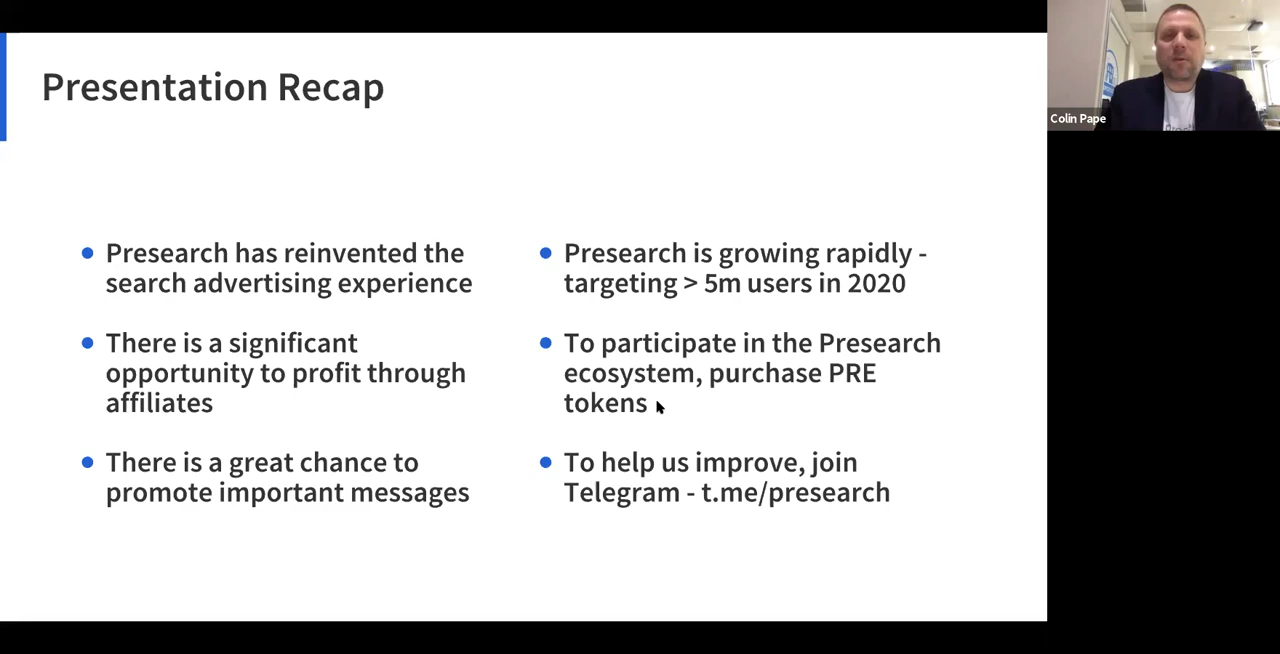 Presentation Recap
Presearch has reinvented the
search advertising experience
There is a significant
opportunity to profit through
affiliates
There is a great chance to
promote important messages
Presearch is growing rapidly -
targeting > 5m users in 2020
To participate in the Presearch
ecosystem, purchase PRE
tokens
To help us improve, join
Telegram - t.me/presearch
Colin Pape